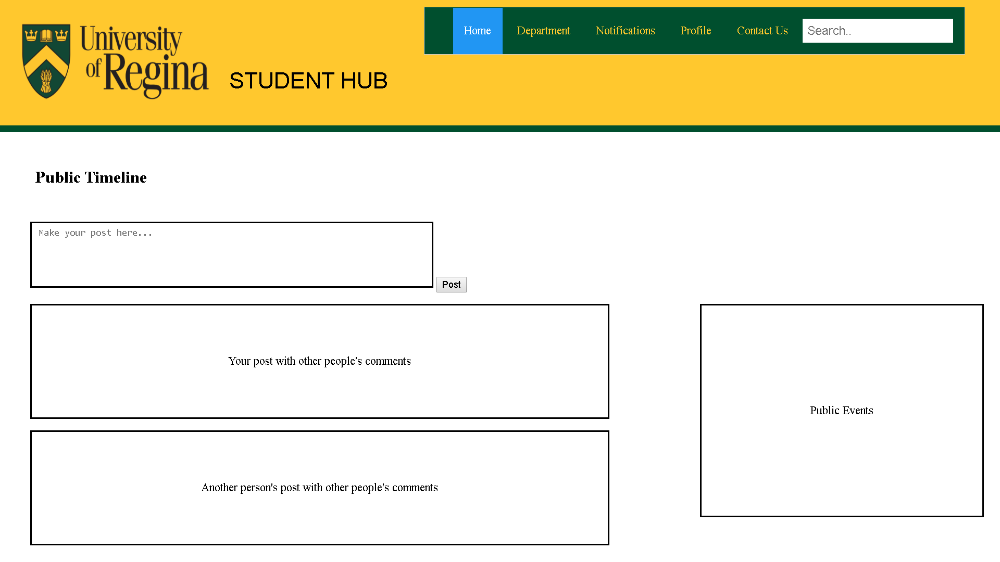 Home Department Notifications Profile Contact Us Search..
University
of Regina
STUDENT HUB
Public Timeline
Make your post here...
Post
Your post with other people's comments
Public Events
Another person's post with other people's comments